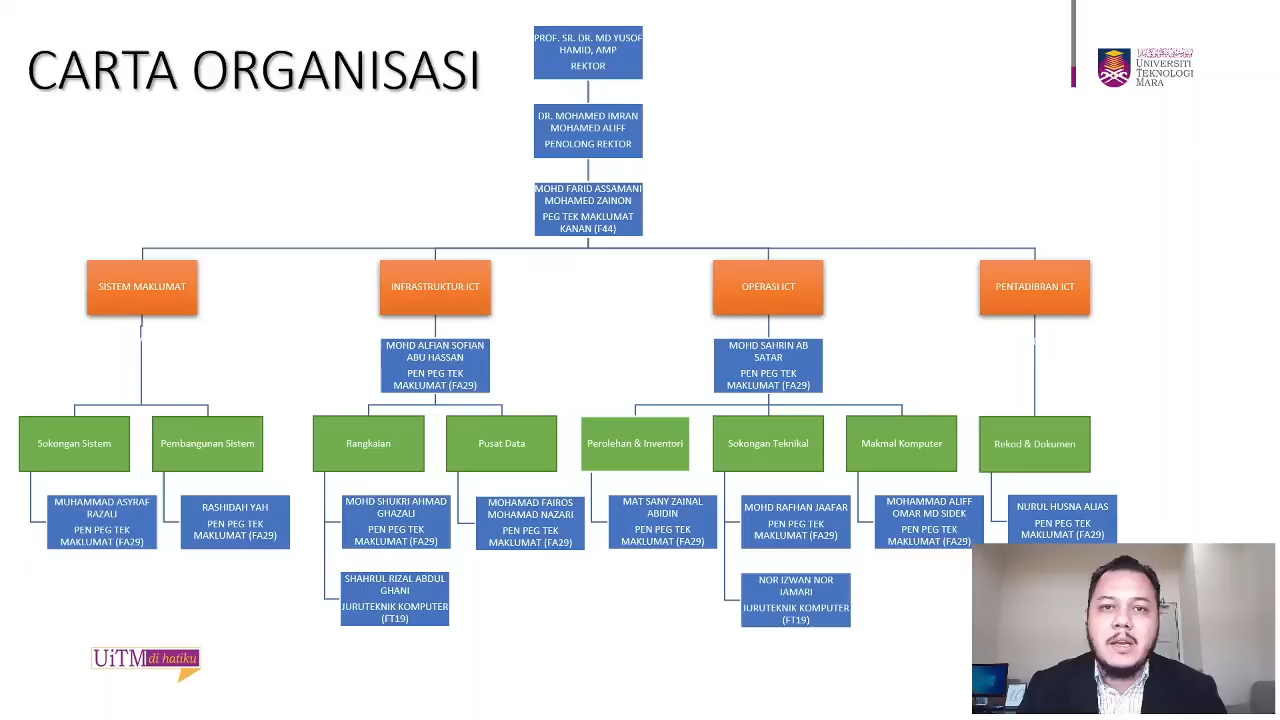 CARTA ORGANISASI
PROF. SR. DR. MD YUSOF
HAMID, AMP
REKTOR
UNIVERSITI
TEKNOLOGI
MARA
DR. MOHAMED IMRAN
MOHAMED ALIFF
PENOLONG REKTOR
MOHD FARID ASSAMANI
MOHAMED ZAINON
PEG TEK MAKLUMAT
KANAN (F44)
SISTEM MAKLUMAT
INFRASTRUKTUR ICT
OPERASI ICT
PENTADIBRAN ICT
MOHD ALFIAN SOFIAN
ABU HASSAN
PEN PEG TEK
MAKLUMAT (FA29)
MOHD SAHRIN AB
SATAR
PEN PEG TEK
MAKLUMAT (FA29)
Sokongan Sistem
Pembangunan Sistem
Rangkaian
Pusat Data
Perolehan & Inventori
Sokongan Teknikal
Makmal Komputer
Rekod & Dokumen
MUHAMMAD ASYRAF
RAZALI
PEN PEG TEK
MAKLUMAT (FA29)
RASHIDAH YAH
PEN PEG TEK
MAKLUMAT (FA29)
MOHD SHUKRI AHMAD
GHAZALI
PEN PEG TEK
MAKLUMAT (FA29)
MOHAMAD FAIROS
MOHAMAD NAZARI
PEN PEG TEK
MAKLUMAT (FA29)
MAT SANY ZAINAL
ABIDIN
PEN PEG TEK
MAKLUMAT (FA29)
MOHD RAFHAN JAAFAR
PEN PEG TEK
MAKLUMAT (FA29)
MOHAMMAD ALIFF
OMAR MD SIDEK
PEN PEG TEK
MAKLUMAT (FA29)
NURUL HUSNA ALIAS
PEN PEG TEK
MAKLUMAT (FA29)
SHAHRUL RIZAL ABDUL
GHANI
JURUTEKNIK KOMPUTER
(FT19)
NOR IZWAN NOR
JAMARI
JURUTEKNIK KOMPUTER
(FT19)
UiTM di hatiku